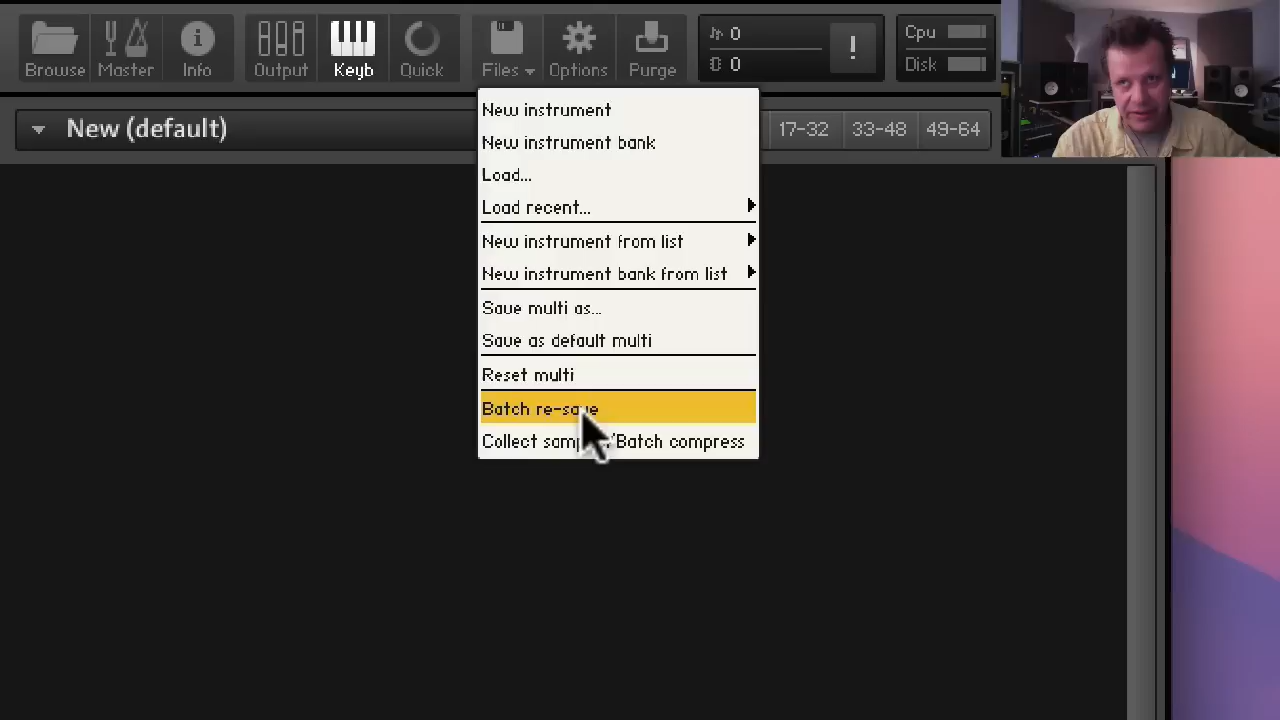 Browse Master Info Output Keyb Quick Files Options Purge 0 0 ! Cpu Disk
New (default) 17-32 33-48 49-64
New instrument
New instrument bank
Load...
Load recent...
New instrument from list
New instrument bank from list
Save multi as...
Save as default multi
Reset multi
Batch re-save
Collect Batch compress